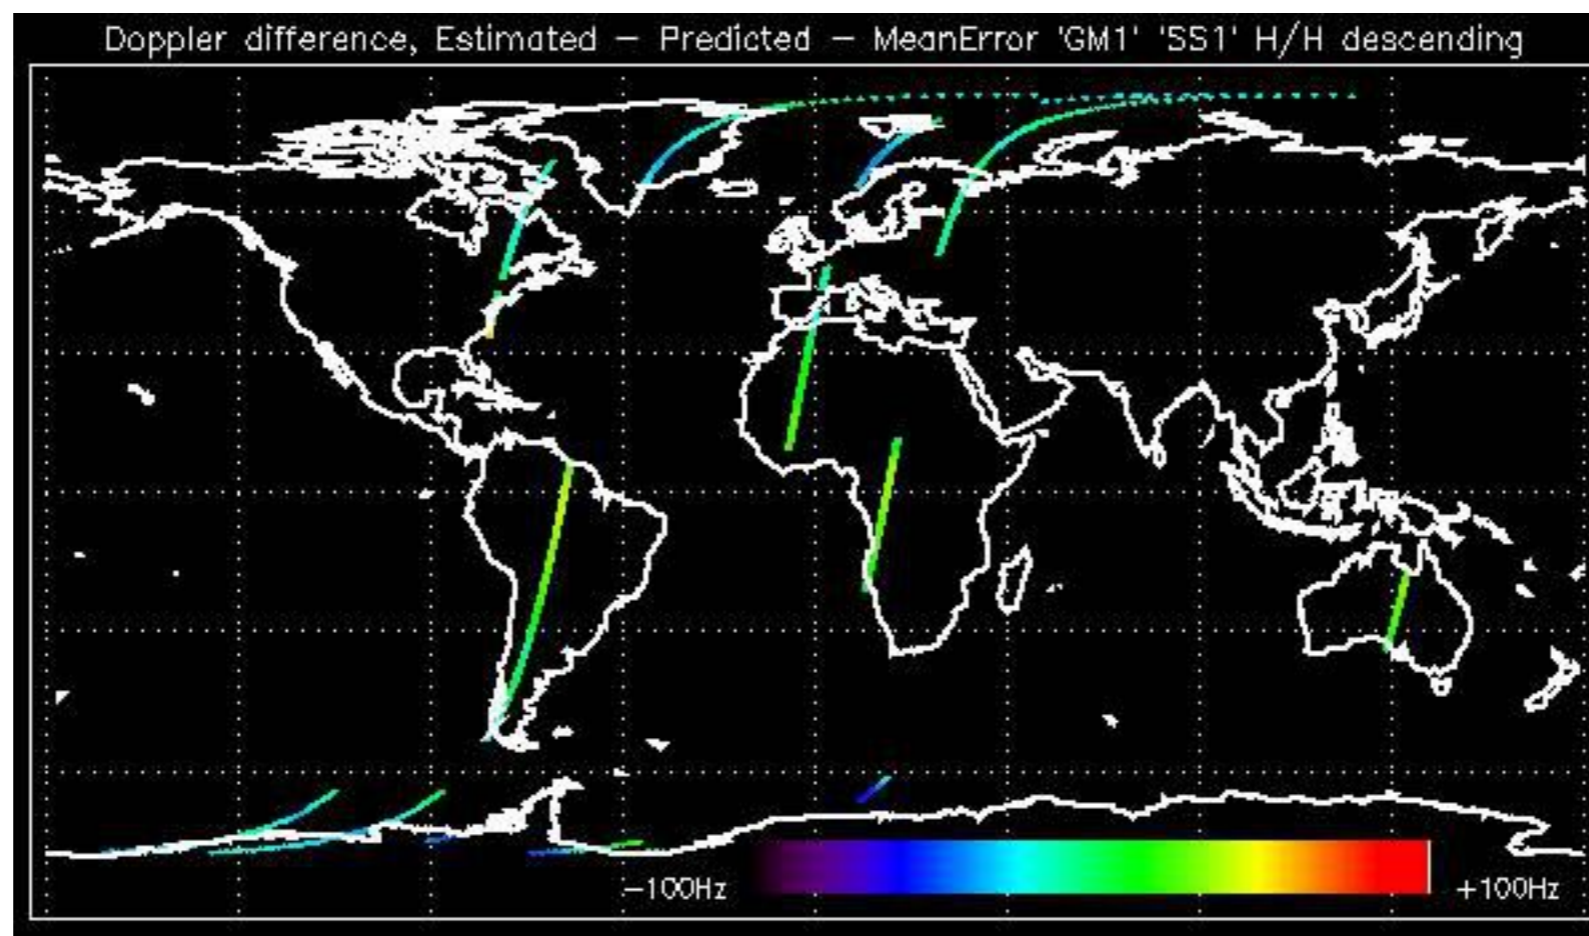 Doppler difference, Estimated – Predicted – MeanError 'GM1' 'SS1' H/H descending
–100Hz +100Hz